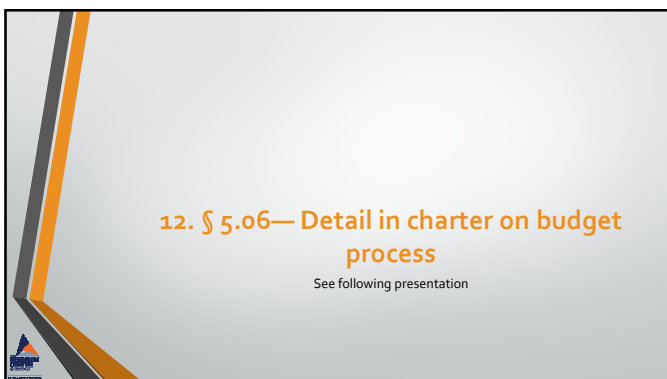 12. § 5.06— Detail in charter on budget
process
See following presentation